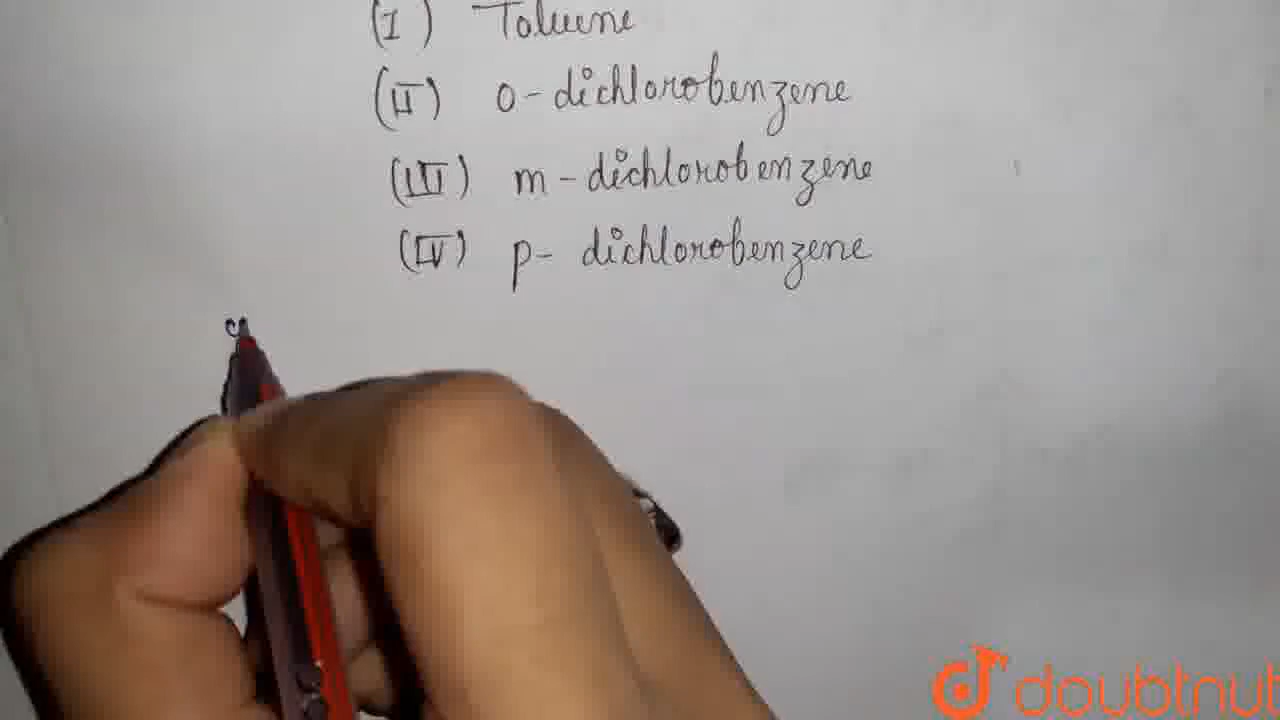 (I) Toluene
(II) o-dichlorobenzene
(III) m-dichlorobenzene
(IV) p-dichlorobenzene
doubtnut